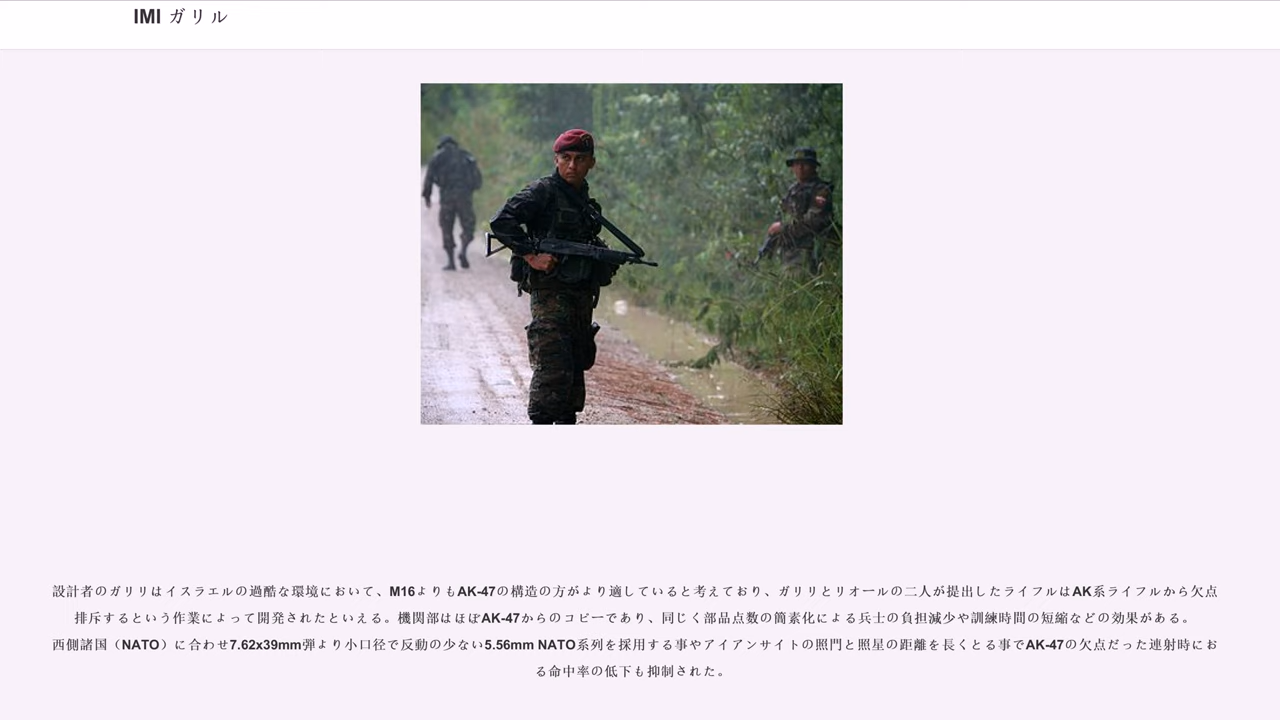 IMI ガリル
設計者のガリリはイスラエルの過酷な環境において、M16よりもAK-47の構造の方がより適していると考えており、ガリリとリオールの二人が提出したライフルはAK系ライフルから欠点
排斥するという作業によって開発されたといえる。機関部はほぼAK-47からのコピーであり、同じく部品点数の簡素化による兵士の負担減少や訓練時間の短縮などの効果がある。
西側諸国（NATO）に合わせ7.62x39mm弾より小口径で反動の少ない5.56mm NATO系列を採用する事やアイアンサイトの照門と照星の距離を長くとる事でAK-47の欠点だった連射時にお
る命中率の低下も抑制された。